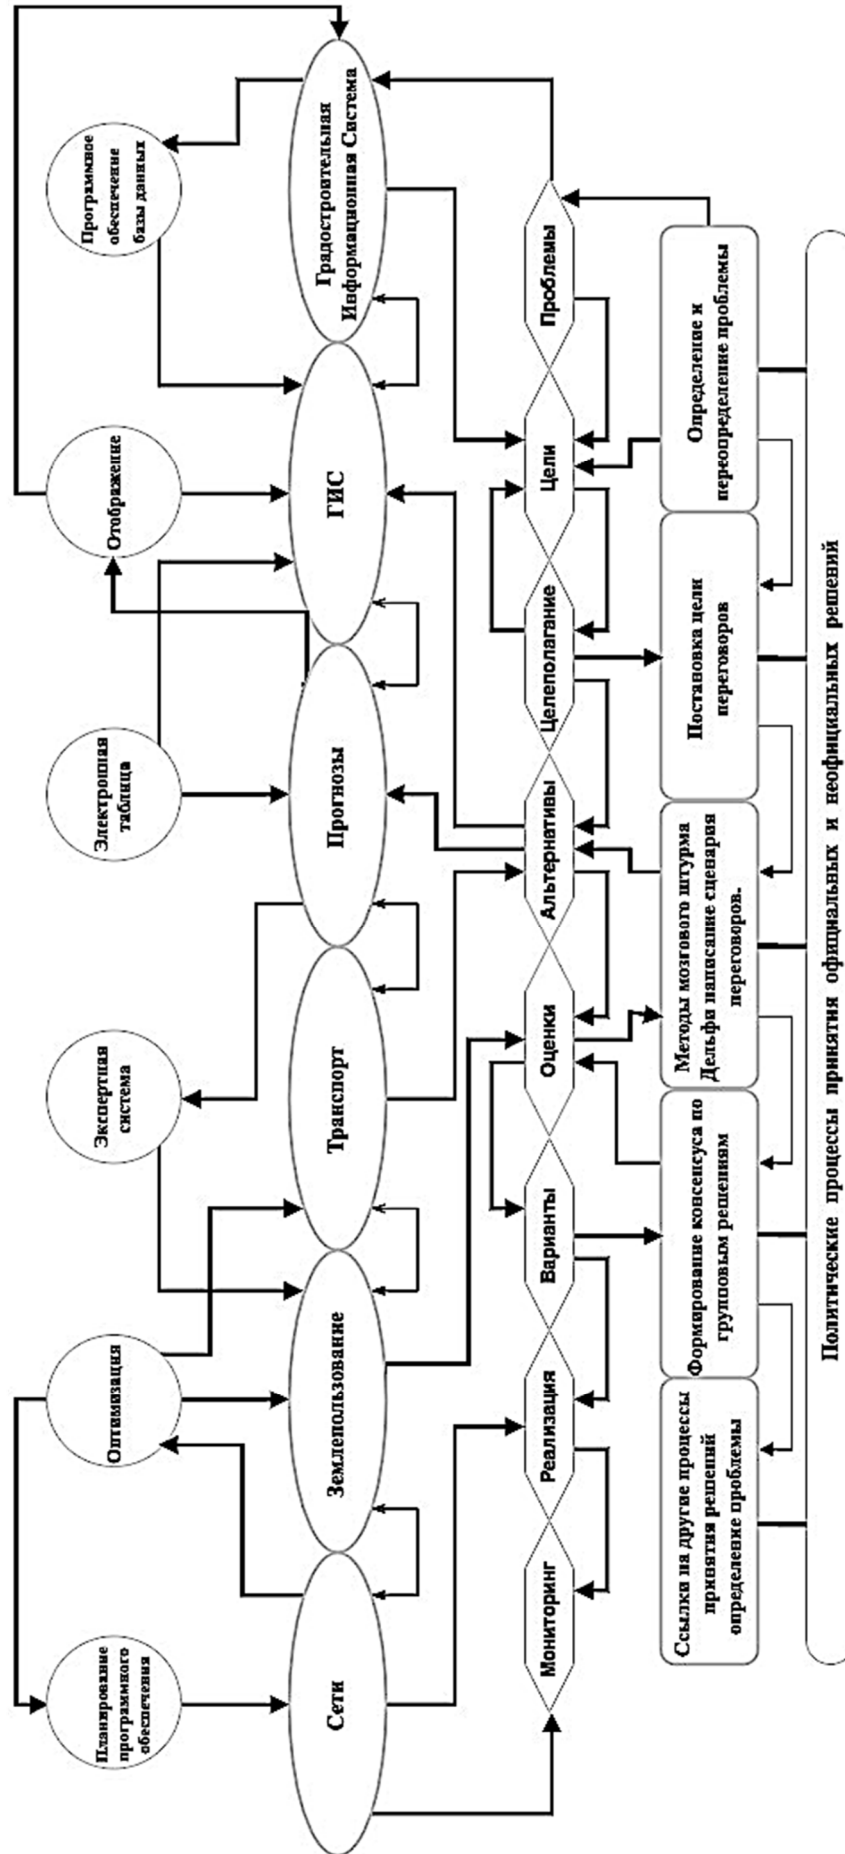 Планирование
программного
обеспечения
Оптимизация
Экспертная
система
Электронная
таблица
Отображение
Программное
обеспечение
базы данных
Сети
Землепользование
Транспорт
Прогнозы
ГИС
Градостроительная
Информационная Система
Мониторинг
Реализация
Варианты
Оценки
Альтернативы
Целеполагание
Цели
Проблемы
Ссылки на другие процессы
принятия решений
определение проблемы
Формирование консенсуса по
групповым решениям
Методы мозгового штурма
Дельфи написание сценария
переговоров.
Постановка цели
переговоров
Определение и
переопределение проблемы
Политические процессы принятия официальных и неофициальных решений